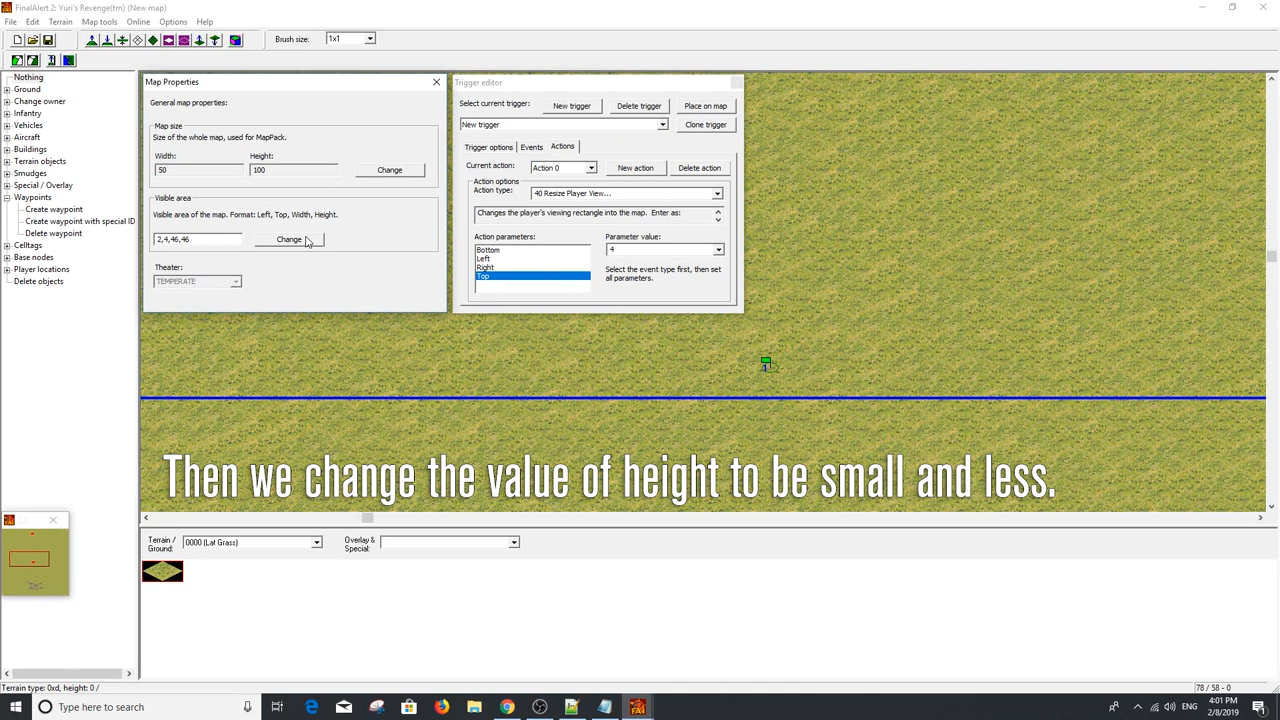 FinalAlert 2: Yuri's Revenge(tm) (New map)
File Edit Terrain Map tools Online Options Help
Brush size: 1x1
Nothing
Ground
Change owner
Infantry
Vehicles
Aircraft
Buildings
Terrain objects
Smudges
Special / Overlay
Waypoints
Create waypoint
Create waypoint with special ID
Delete waypoint
Celltags
Base nodes
Player locations
Delete objects
Map Properties
General map properties:
Map size
Size of the whole map, used for MapPack.
Width: Height:
50 100 Change
Visible area
Visible area of the map. Format: Left, Top, Width, Height.
2,4,46,46 Change
Theater:
TEMPERATE
Trigger editor
Select current trigger: New trigger Delete trigger Place on map
New trigger Clone trigger
Trigger options Events Actions
Current action: Action 0 New action Delete action
Action options
Action type: 40 Resize Player View...
Changes the player's viewing rectangle into the map. Enter as:
Action parameters: Parameter value:
Bottom
Left
Right
Top
4
Select the event type first, then set
all parameters.
1
Then we change the value of height to be small and less.
Terrain /
Ground: 0000 (Lat Grass)
Overlay &
Special:
Terrain type: 0xd, height: 0 /
78 / 58 - 0
Type here to search
ENG
4:01 PM
2/8/2019